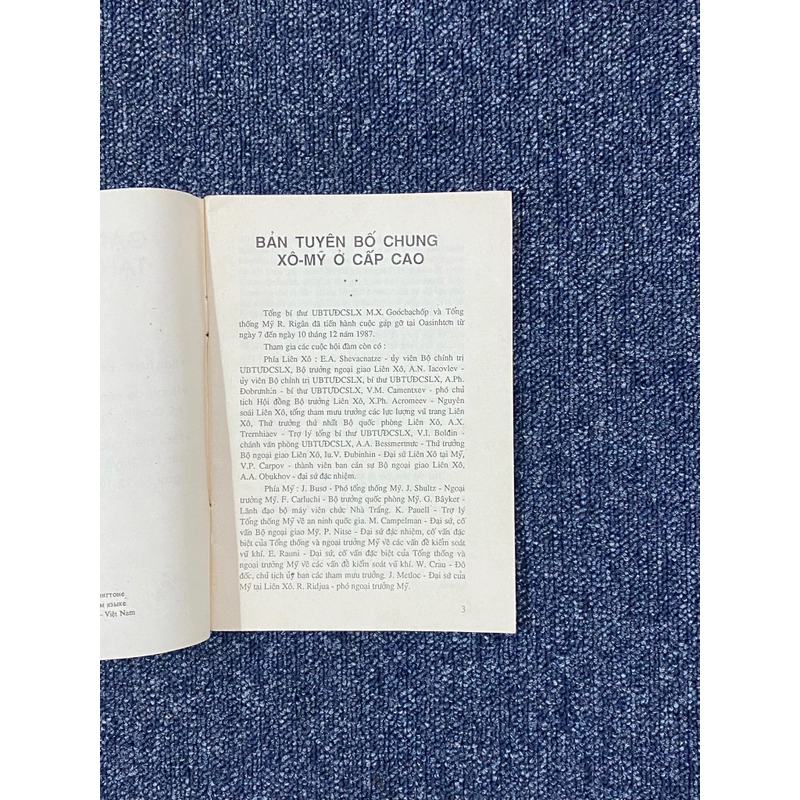 нгтоне
м языке
– Việt Nam
BẢN TUYÊN BỐ CHUNG
XÔ-MỸ Ở CẤP CAO
Tổng bí thư UBTƯĐCSLX M.X. Goócbachốp và Tổng
thống Mỹ R. Rigân đã tiến hành cuộc gặp gỡ tại Oasinhtơn từ
ngày 7 đến ngày 10 tháng 12 năm 1987.
Tham gia các cuộc hội đàm còn có :
Phía Liên Xô : E.A. Shevacnatze - ủy viên Bộ chính trị
UBTƯĐCSLX, Bộ trưởng ngoại giao Liên Xô, A.N. Iacovlev -
ủy viên Bộ chính trị UBTƯĐCSLX, bí thư UBTƯĐCSLX, A.Ph.
Đobrưnhin - bí thư UBTƯĐCSLX, V.M. Camentxev - phó chủ
tịch Hội đồng Bộ trưởng Liên Xô, X.Ph. Acromeev - Nguyên
soái Liên Xô, tổng tham mưu trưởng các lực lượng vũ trang Liên
Xô, Thứ trưởng thứ nhất Bộ quốc phòng Liên Xô, A.X.
Trernhiaev - Trợ lý tổng bí thư UBTƯĐCSLX, V.I. Bolđin -
chánh văn phòng UBTƯĐCSLX, A.A. Bessmertnưc - Thứ trưởng
Bộ ngoại giao Liên Xô, Iu.V. Đubinhin - Đại sứ Liên Xô tại Mỹ,
V.P. Carpov - thành viên ban cán sự Bộ ngoại giao Liên Xô,
A.A. Obukhov - đại sứ đặc nhiệm.
Phía Mỹ : J. Busơ - Phó tổng thống Mỹ. J. Shultz - Ngoại
trưởng Mỹ. F. Carluchi - Bộ trưởng quốc phòng Mỹ. G. Bâyker -
Lãnh đạo bộ máy viên chức Nhà Trắng. K. Pauell - Trợ lý
Tổng thống Mỹ về an ninh quốc gia. M. Campelman - Đại sứ, cố
vấn Bộ ngoại giao Mỹ. P. Nitse - Đại sứ đặc nhiệm, cố vấn đặc
biệt của Tổng thống và ngoại trưởng Mỹ về các vấn đề kiểm soát
vũ khí. E. Rauni - Đại sứ, cố vấn đặc biệt của Tổng thống và
ngoại trưởng Mỹ về các vấn đề kiểm soát vũ khí. W. Crau - Đô
đốc, chủ tịch ủy ban các tham mưu trưởng. J. Metloc - Đại sứ của
Mỹ tại Liên Xô. R. Ridjua - phó ngoại trưởng Mỹ.
3